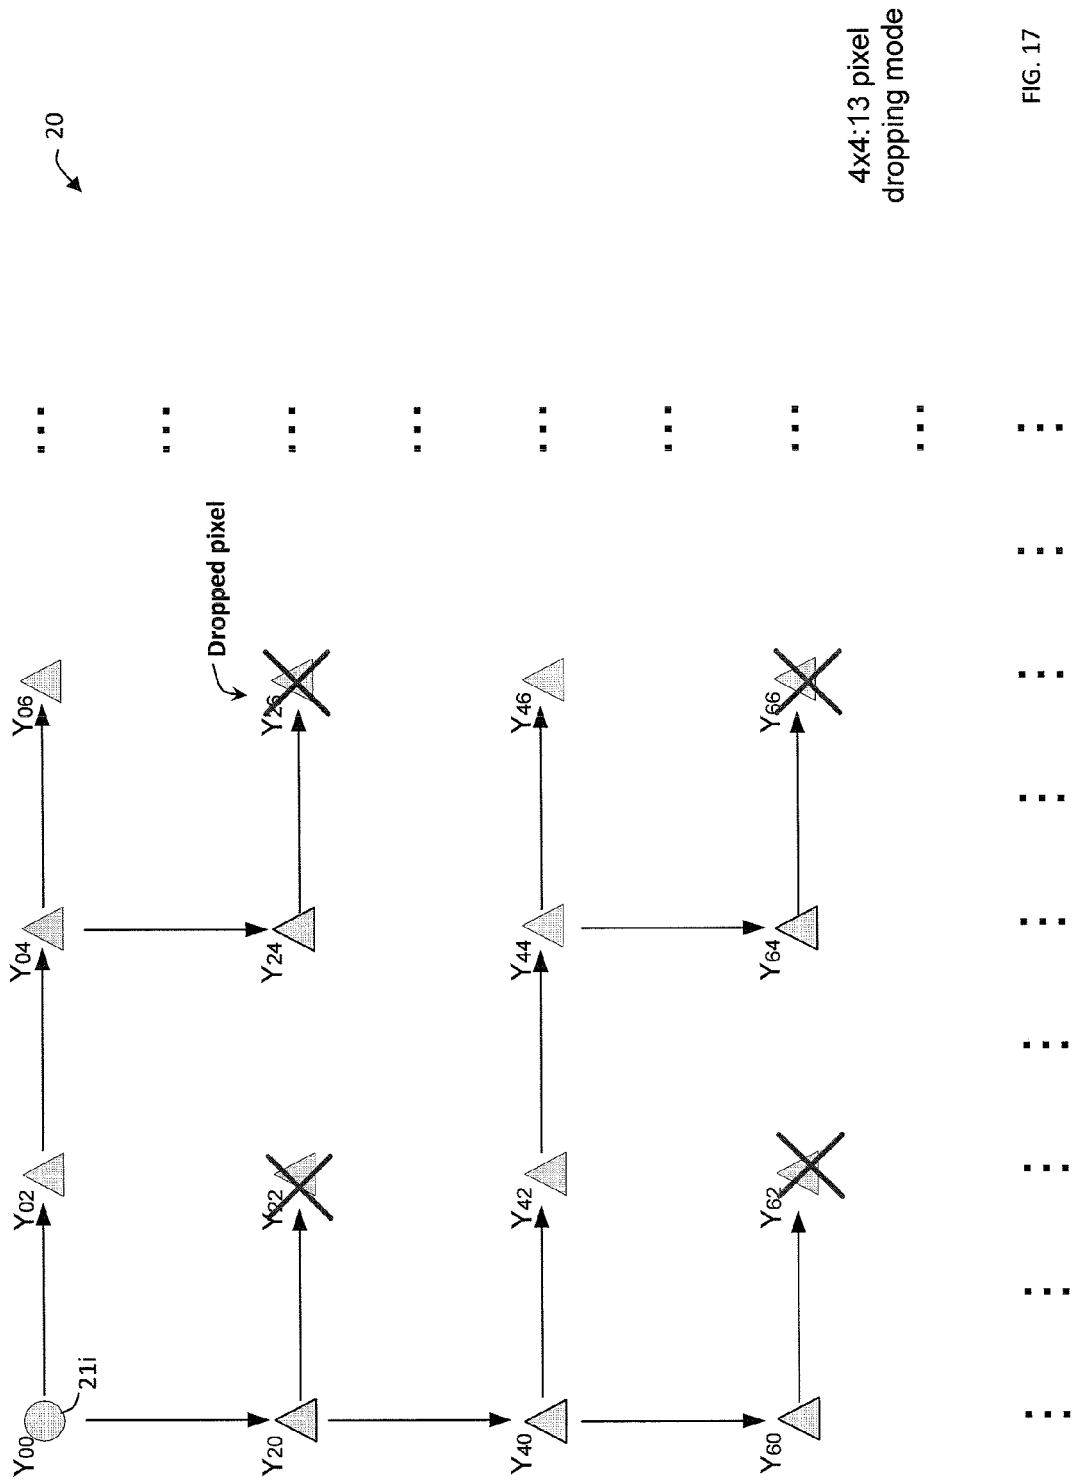 Y00
Y02
Y04
Y06
20
21i
Dropped pixel
Y20
Y22
Y24
Y26
Y40
Y42
Y44
Y46
Y60
Y62
Y64
Y66
4x4:13 pixel
dropping mode
FIG. 17